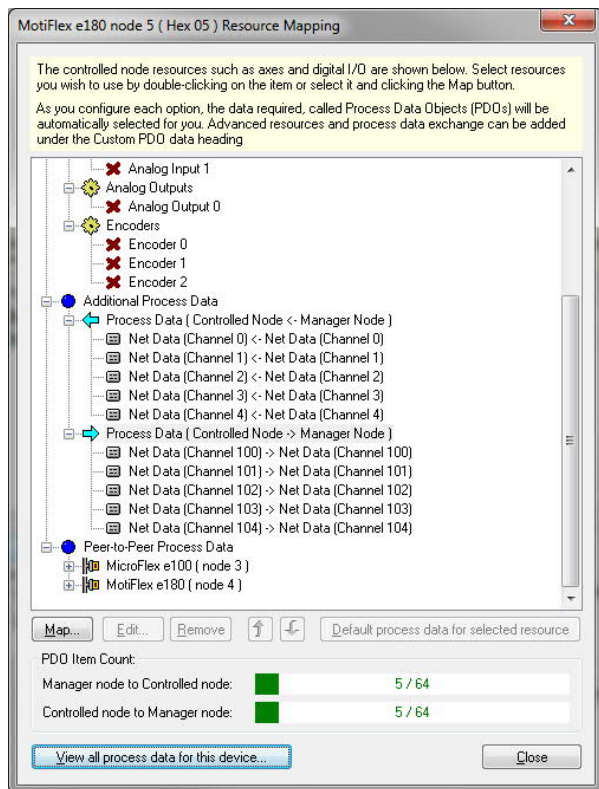 MotiFlex e180 node 5 ( Hex 05 ) Resource Mapping
The controlled node resources such as axes and digital I/O are shown below. Select resources
you wish to use by double-clicking on the item or select it and clicking the Map button.
As you configure each option, the data required, called Process Data Objects (PDOs) will be
automatically selected for you. Advanced resources and process data exchange can be added
under the Custom PDO data heading
Analog Input 1
Analog Outputs
Analog Output 0
Encoders
Encoder 0
Encoder 1
Encoder 2
Additional Process Data
Process Data ( Controlled Node <- Manager Node )
Net Data (Channel 0) <- Net Data (Channel 0)
Net Data (Channel 1) <- Net Data (Channel 1)
Net Data (Channel 2) <- Net Data (Channel 2)
Net Data (Channel 3) <- Net Data (Channel 3)
Net Data (Channel 4) <- Net Data (Channel 4)
Process Data ( Controlled Node -> Manager Node )
Net Data (Channel 100) -> Net Data (Channel 100)
Net Data (Channel 101) -> Net Data (Channel 101)
Net Data (Channel 102) -> Net Data (Channel 102)
Net Data (Channel 103) -> Net Data (Channel 103)
Net Data (Channel 104) -> Net Data (Channel 104)
Peer-to-Peer Process Data
MicroFlex e100 ( node 3 )
MotiFlex e180 ( node 4 )
Map... Edit... Remove Default process data for selected resource
PDO Item Count:
Manager node to Controlled node: 5 / 64
Controlled node to Manager node: 5 / 64
View all process data for this device... Close